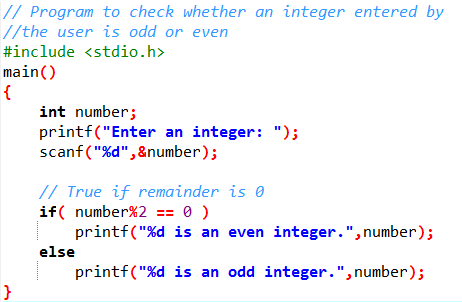 // Program to check whether an integer entered by
//the user is odd or even
#include <stdio.h>
main()
{
    int number;
    printf("Enter an integer: ");
    scanf("%d",&number);

    // True if remainder is 0
    if( number%2 == 0 )
        printf("%d is an even integer.",number);
    else
        printf("%d is an odd integer.",number);
}